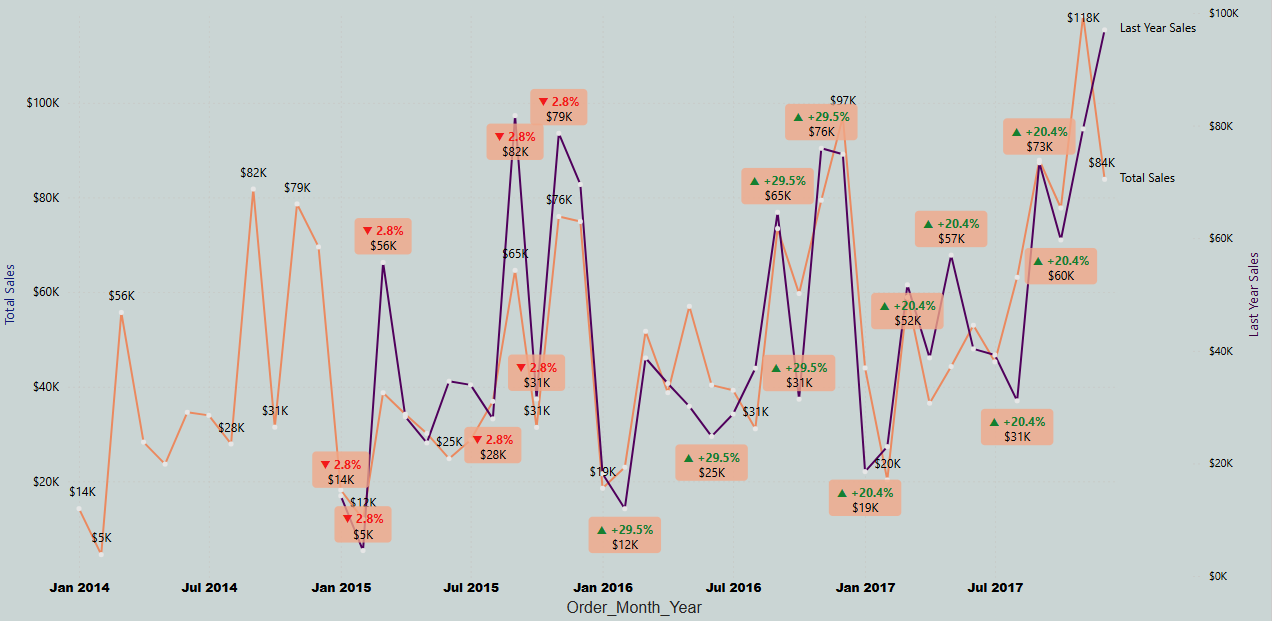 $100K
$118K
Last Year Sales
$97K
▼ 2.8%
$79K
$100K
▲ +29.5%
$76K
▼ 2.8%
$82K
▲ +20.4%
$73K
$80K
$84K
$82K
▲ +29.5%
$65K
Total Sales
$79K
$80K
$76K
▼ 2.8%
$56K
▲ +20.4%
$57K
$60K
$65K
▲ +20.4%
$60K
$56K
$60K
Total Sales
Last Year Sales
▲ +20.4%
$52K
$40K
▼ 2.8%
$31K
▲ +29.5%
$31K
$40K
$31K
$31K
$31K
$28K
▲ +20.4%
$31K
$25K
▼ 2.8%
$28K
▲ +29.5%
$25K
▼ 2.8%
$14K
$19K
$20K
$20K
$20K
$14K
$12K
▲ +20.4%
$19K
▼ 2.8%
$5K
$5K
▲ +29.5%
$12K
$0K
Jan 2014
Jul 2014
Jan 2015
Jul 2015
Jan 2016
Jul 2016
Jan 2017
Jul 2017
Order_Month_Year